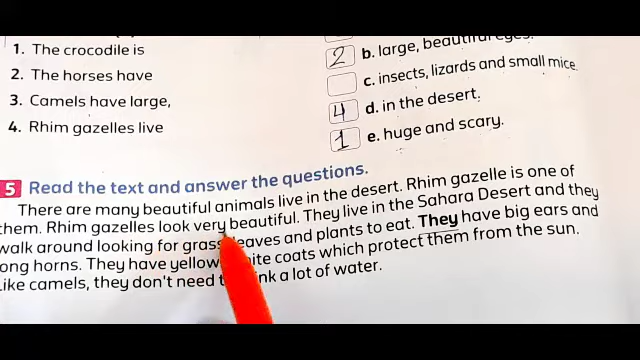 1. The crocodile is
2. The horses have
3. Camels have large,
4. Rhim gazelles live
2 b. large, beautiful eyes.
c. insects, lizards and small mice
4 d. in the desert.
1 e. huge and scary.
5 Read the text and answer the questions.
There are many beautiful animals live in the desert. Rhim gazelle is one of
them. Rhim gazelles look very beautiful. They live in the Sahara Desert and they
walk around looking for grass leaves and plants to eat. They have big ears and
ong horns. They have yellow ite coats which protect them from the sun.
Like camels, they don't need t nk a lot of water.